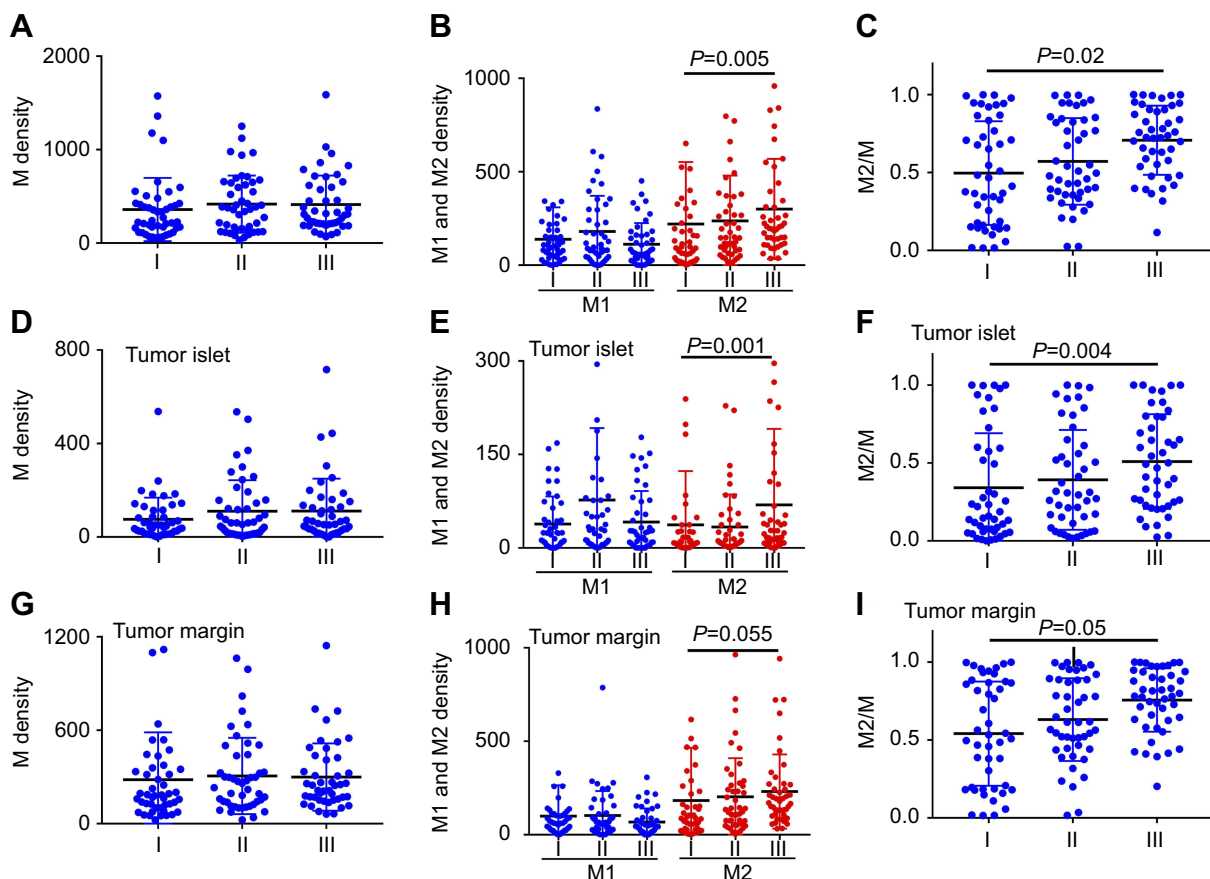 A
M density
2000
1000
0
I II III
B
M1 and M2 density
1000
500
0
P=0.005
I II III I II III
M1 M2
C
M2/M
1.0
0.5
0.0
P=0.02
I II III
D
M density
800
400
0
Tumor islet
I II III
E
M1 and M2 density
300
150
0
Tumor islet
P=0.001
I II III I II III
M1 M2
F
M2/M
1.0
0.5
0.0
Tumor islet
P=0.004
I II III
G
M density
1200
600
0
Tumor margin
I II III
H
M1 and M2 density
1000
500
0
Tumor margin
P=0.055
I II III I II III
M1 M2
I
M2/M
1.0
0.5
0.0
Tumor margin
P=0.05
I II III